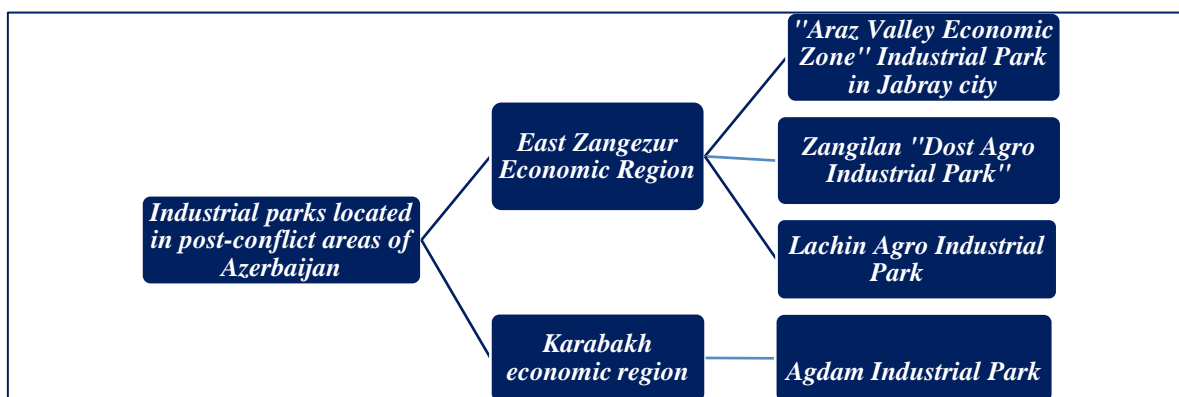 Industrial parks located
in post-conflict areas of
Azerbaijan
East Zangezur
Economic Region
"Araz Valley Economic
Zone" Industrial Park
in Jabray city
Zangilan "Dost Agro
Industrial Park"
Lachin Agro Industrial
Park
Karabakh
economic region
Agdam Industrial Park